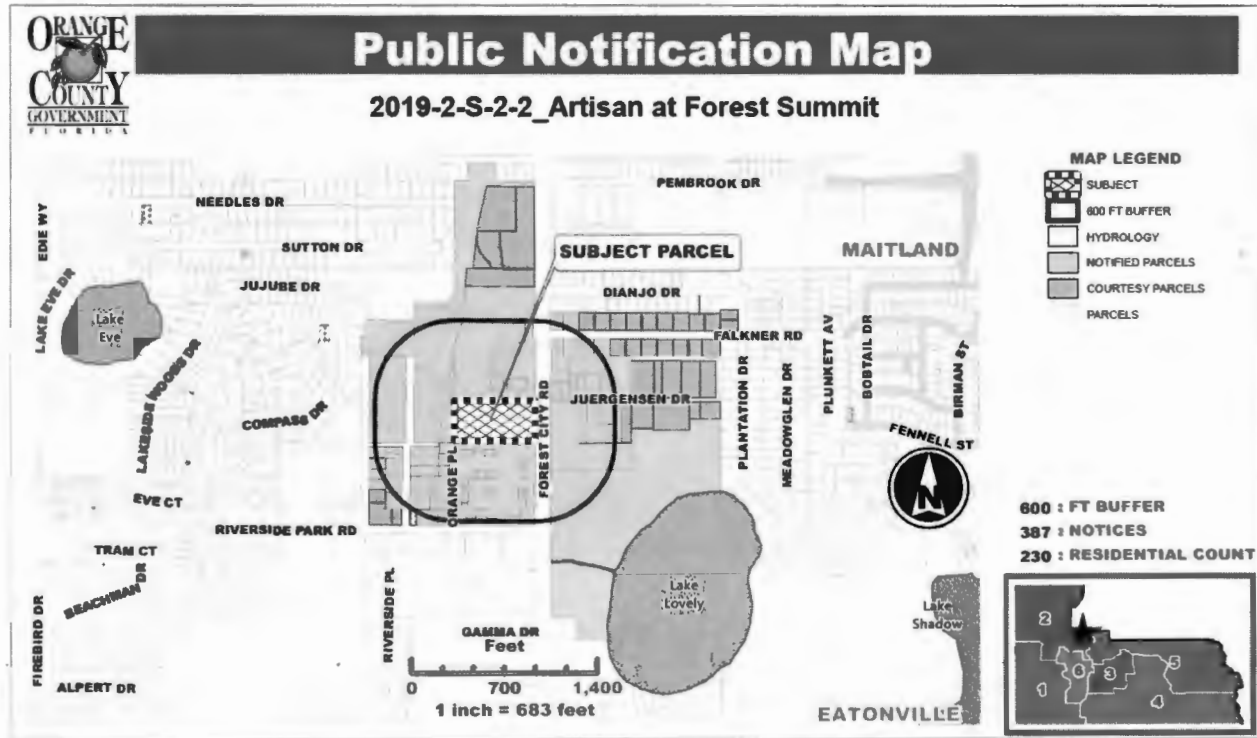 ORANGE
COUNTY
GOVERNMENT
FLORIDA
Public Notification Map
2019-2-S-2-2_Artisan at Forest Summit
MAP LEGEND
SUBJECT
600 FT BUFFER
HYDROLOGY
NOTIFIED PARCELS
COURTESY PARCELS
PARCELS
PEMBROOK DR
NEEDLES DR
EDIE WY
SUTTON DR
SUBJECT PARCEL
MAITLAND
LAKE EVE DR
JUJUBE DR
DIANJO DR
Lake
Eve
FALKNER RD
PLUNKETT AV
BOBTAIL DR
BIRMAN ST
LAKESIDE WOODS DR
COMPASS DR
JUERGENSEN DR
FOREST CITY RD
PLANTATION DR
MEADOWGLEN DR
FENNELL ST
N
ORANGE PL
EVE CT
RIVERSIDE PARK RD
600 : FT BUFFER
387 : NOTICES
230 : RESIDENTIAL COUNT
TRAM CT
BEACHMAN DR
FIREBIRD DR
RIVERSIDE PL
Lake
Lovely
Lake
Shadow
GAMMA DR
Feet
0 700 1,400
1 inch = 683 feet
ALPERT DR
EATONVILLE
2
1
6
3
5
4